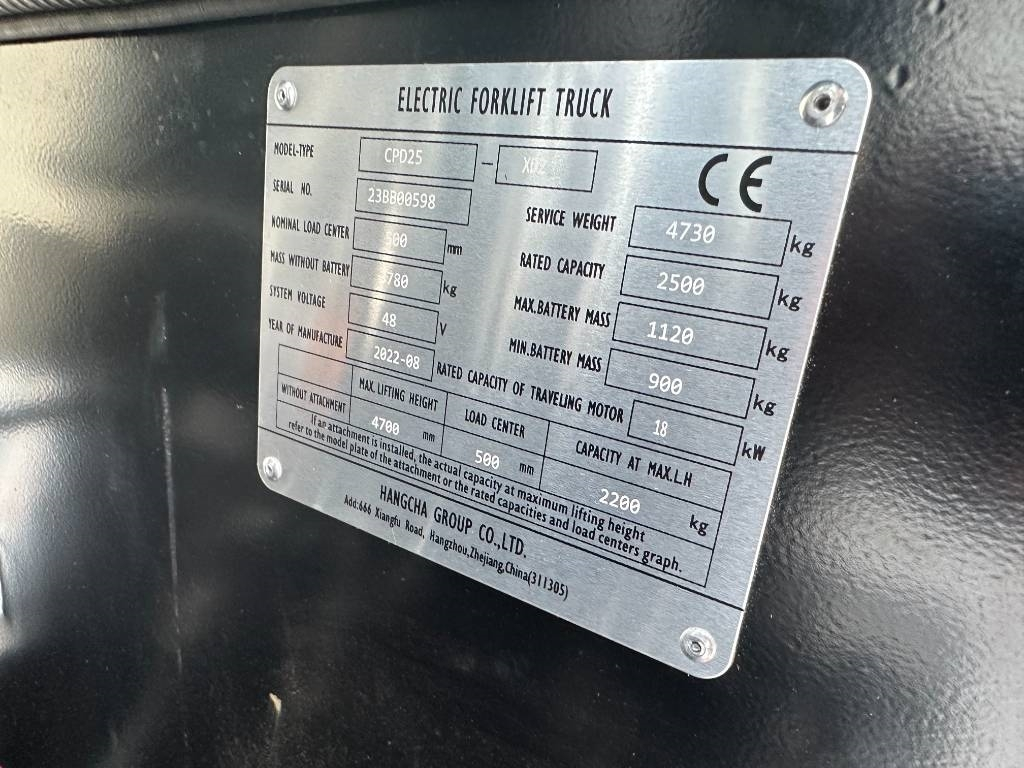 ELECTRIC FORKLIFT TRUCK
MODEL-TYPE CPD25 -
CE
SERIAL NO. 23BB00598
SERVICE WEIGHT 4730 kg
NOMINAL LOAD CENTER 500 mm
RATED CAPACITY 2500 kg
MASS WITHOUT BATTERY kg
MAX.BATTERY MASS 1120 kg
SYSTEM VOLTAGE 48 V
MIN.BATTERY MASS 900 kg
YEAR OF MANUFACTURE 2022-08
RATED CAPACITY OF TRAVELING MOTOR 18 kW
MAX. LIFTING HEIGHT LOAD CENTER CAPACITY AT MAX.L.H
WITHOUT ATTACHMENT 4700 mm 500 mm 2200 kg
If an attachment is installed, the actual capacity at maximum lifting height
refer to the model plate of the attachment or the rated capacities and load centers graph.
HANGCHA GROUP CO.,LTD.
Add:666 Xiangfu Road, Hangzhou,Zhejiang,China(311305)